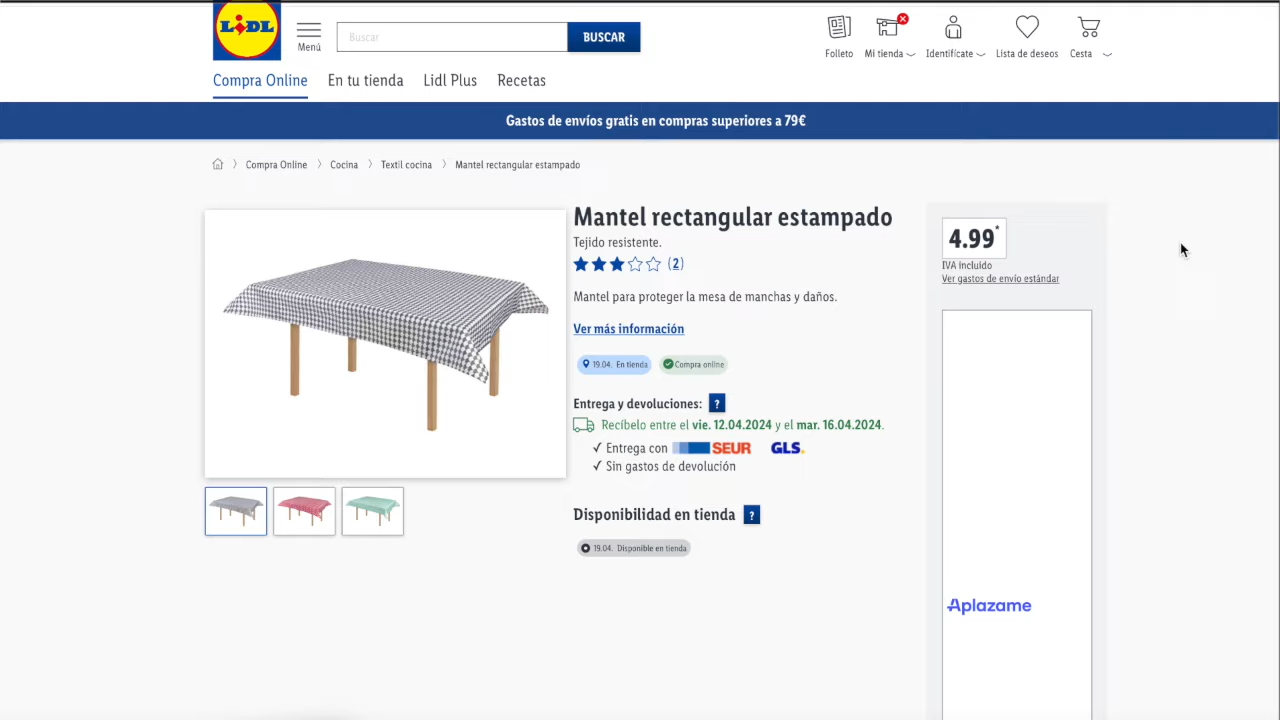 LIDL
Menú
Buscar
BUSCAR
Folleto
Mi tienda
Identifícate
Lista de deseos
Cesta
Compra Online
En tu tienda
Lidl Plus
Recetas
Gastos de envíos gratis en compras superiores a 79€
Compra Online
Cocina
Textil cocina
Mantel rectangular estampado
Mantel rectangular estampado
Tejido resistente.
(2)
Mantel para proteger la mesa de manchas y daños.
Ver más información
19.04. En tienda
Compra online
Entrega y devoluciones: ?
Recíbelo entre el vie. 12.04.2024 y el mar. 16.04.2024.
✓ Entrega con SEUR GLS.
✓ Sin gastos de devolución
Disponibilidad en tienda ?
19.04. Disponible en tienda
4.99*
IVA incluido
Ver gastos de envío estándar
Aplazame